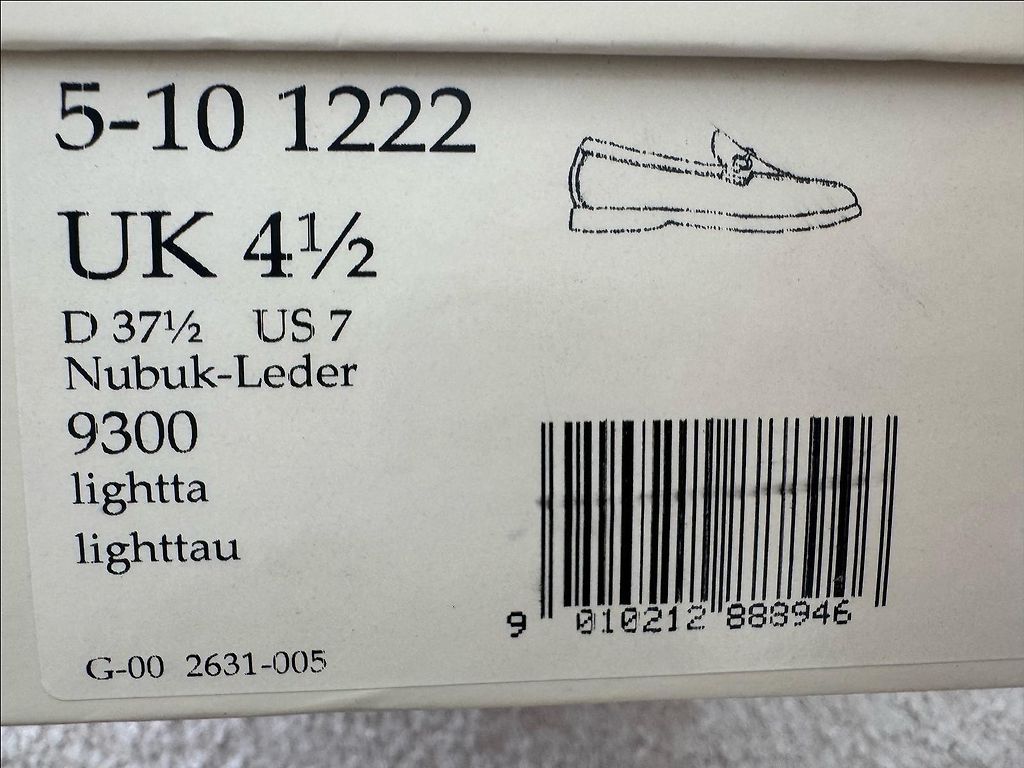 5-10 1222
UK 4½
D 37½ US 7
Nubuk-Leder
9300
lightta
lighttau
G-00 2631-005
9 010212 888946